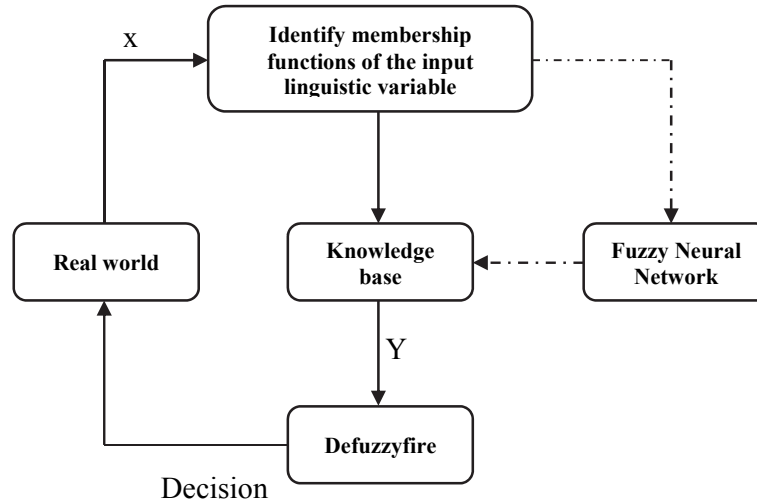 x
Identify membership
functions of the input
linguistic variable
Real world
Knowledge
base
Fuzzy Neural
Network
Y
Defuzzyfire
Decision